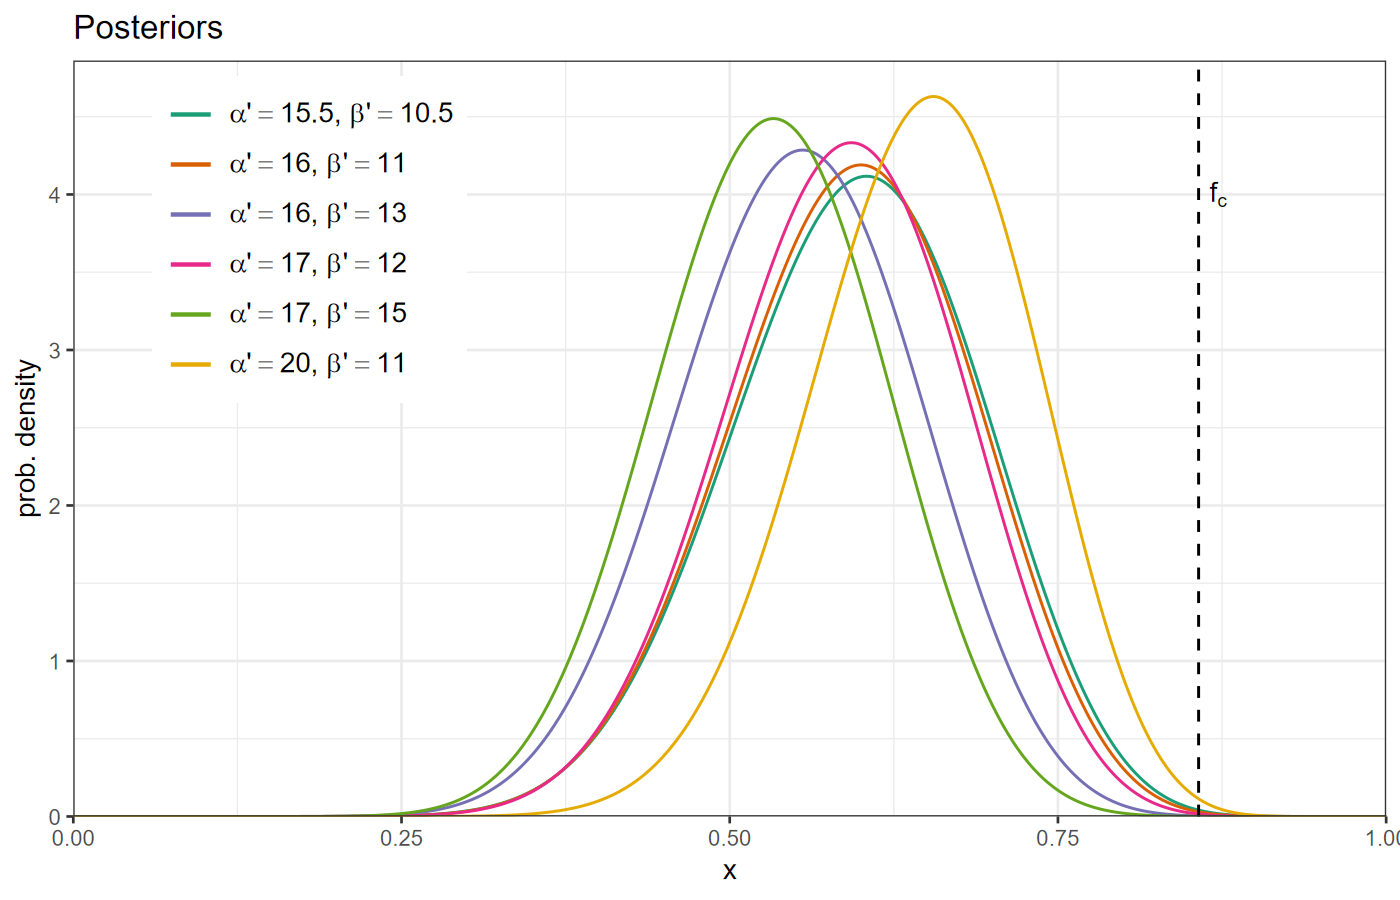 Posteriors
α' = 15.5, β' = 10.5
α' = 16, β' = 11
α' = 16, β' = 13
α' = 17, β' = 12
α' = 17, β' = 15
α' = 20, β' = 11
f_c
prob. density
4
3
2
1
0
0.00 0.25 0.50 0.75 1.00
x